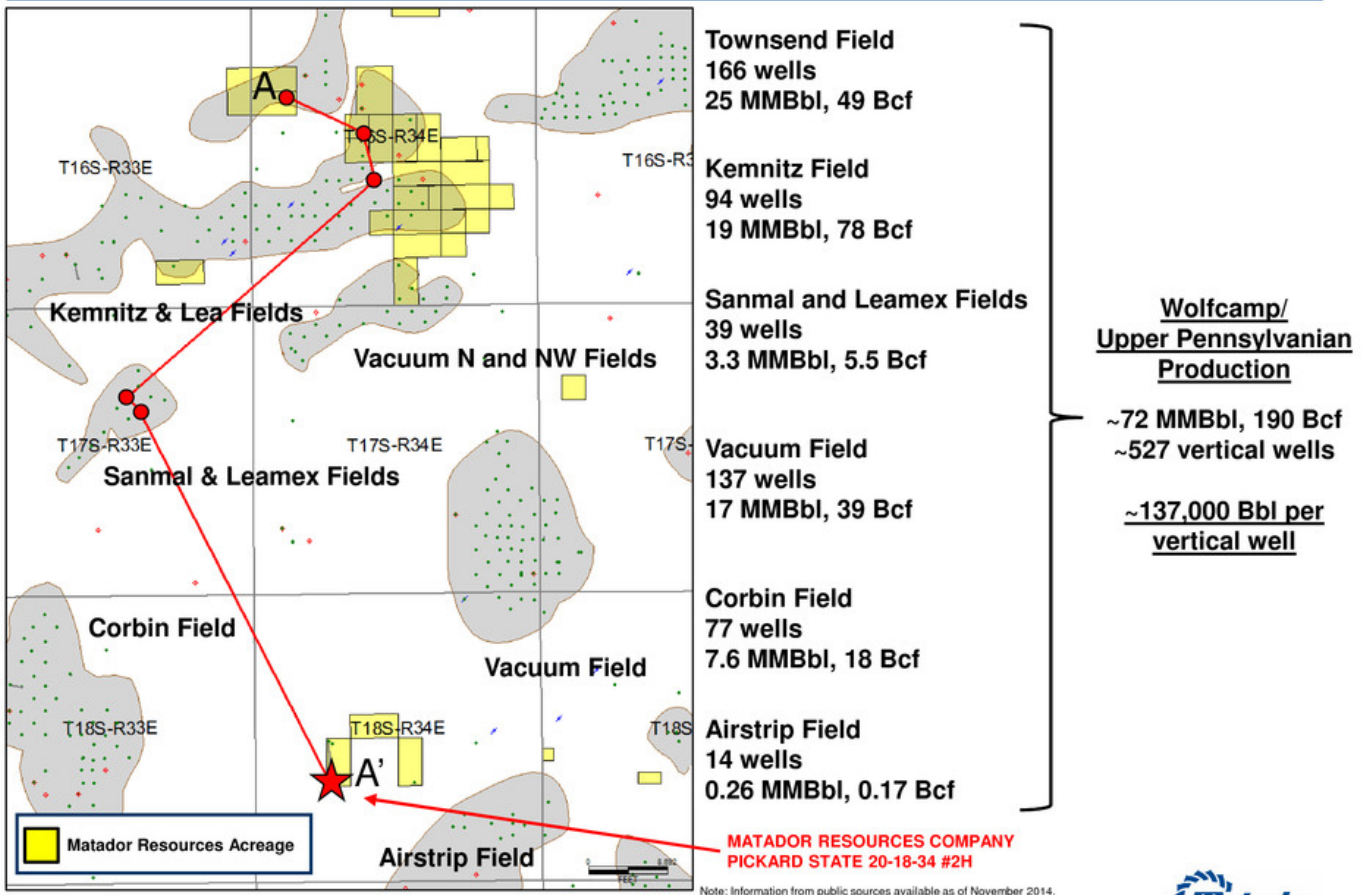 A
T16S-R34E
T16S-R33E
T16S-R3
Kemnitz & Lea Fields
Vacuum N and NW Fields
T17S-R33E
T17S-R34E
T17S-
Sanmal & Leamex Fields
Corbin Field
Vacuum Field
T18S-R33E
T18S-R34E
T18S
A'
Matador Resources Acreage
Airstrip Field
0
FEET
Townsend Field
166 wells
25 MMBbl, 49 Bcf
Kemnitz Field
94 wells
19 MMBbl, 78 Bcf
Sanmal and Leamex Fields
39 wells
3.3 MMBbl, 5.5 Bcf
Vacuum Field
137 wells
17 MMBbl, 39 Bcf
Corbin Field
77 wells
7.6 MMBbl, 18 Bcf
Airstrip Field
14 wells
0.26 MMBbl, 0.17 Bcf
Wolfcamp/
Upper Pennsylvanian
Production
~72 MMBbl, 190 Bcf
~527 vertical wells
~137,000 Bbl per
vertical well
MATADOR RESOURCES COMPANY
PICKARD STATE 20-18-34 #2H
Note: Information from public sources available as of November 2014.